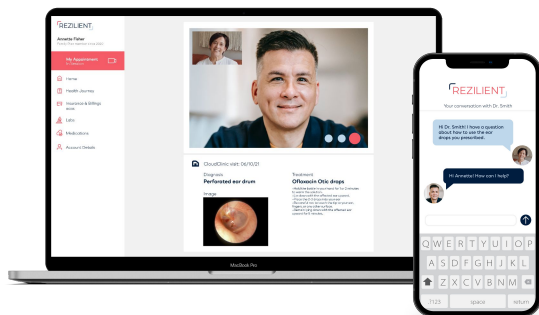 REZILIENT
Annette Fisher
My Appointment
In Session
Home
Health Journey
Insurance & Billings
Labs
Medications
Account Details
CloudClinic visit: 06/10/21
Diagnosis
Perforated ear drum
Image
Treatment
Ofloxacin Otic drops
MacBook Pro
REZILIENT
Your conversation with Dr. Smith
Hi Dr. Smith! I have a question
about how to use the ear
drops you prescribed.
Hi Annette! How can I help?
Q W E R T Y U I O P
A S D F G H J K L
Z X C V B N M
.?123
space
return